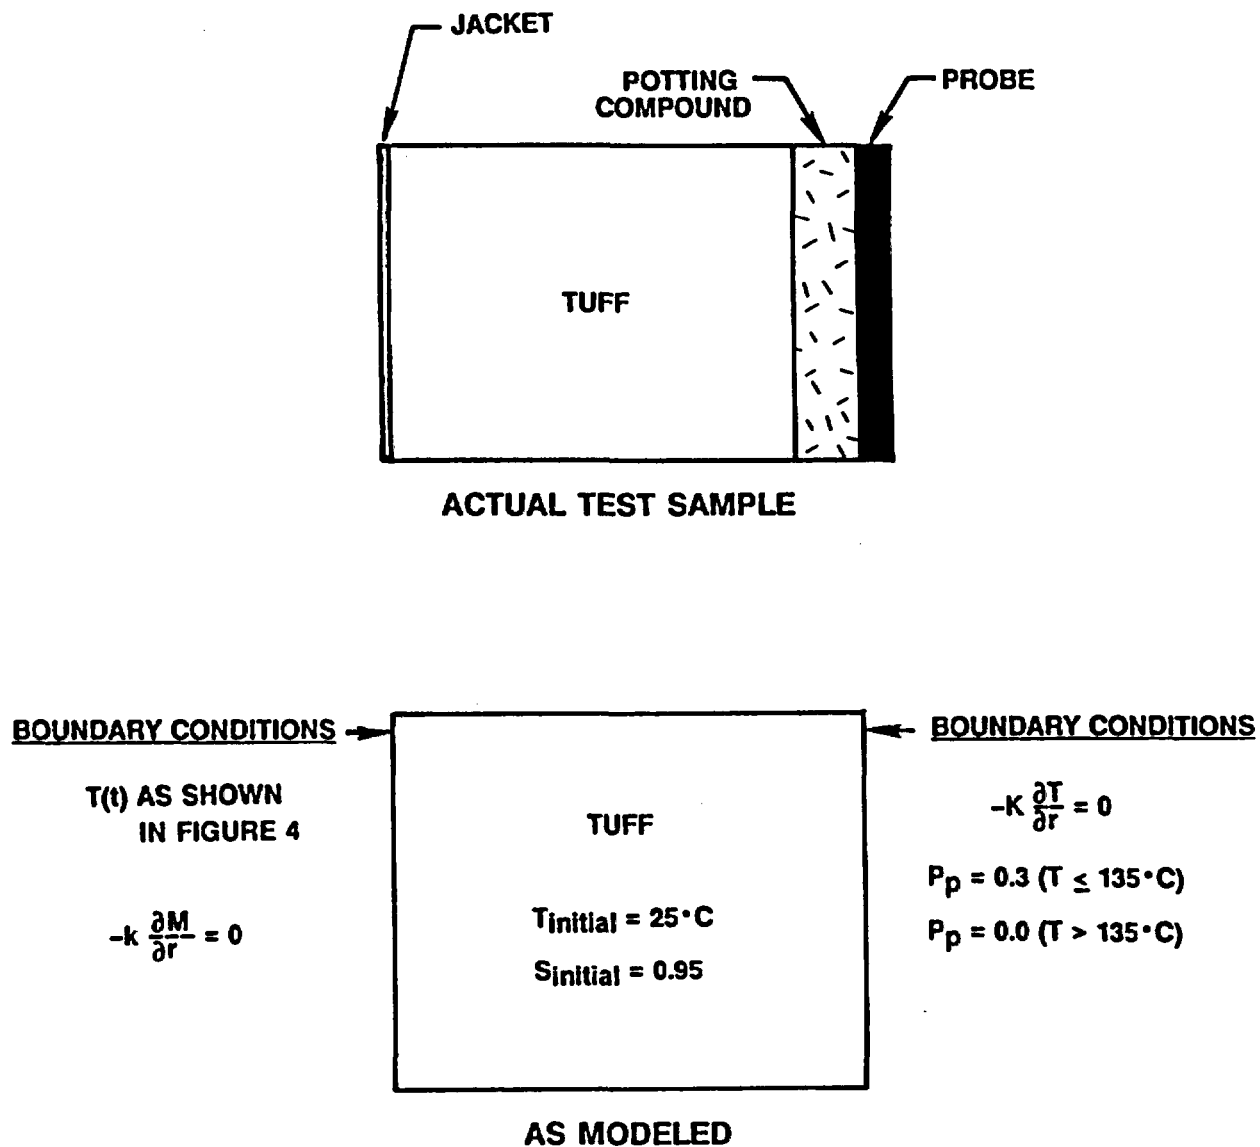 JACKET
POTTING
COMPOUND
PROBE
TUFF
ACTUAL TEST SAMPLE
BOUNDARY CONDITIONS
T(t) AS SHOWN
IN FIGURE 4
-k ∂M/∂r = 0
TUFF
Tinitial = 25°C
Sinitial = 0.95
BOUNDARY CONDITIONS
-K ∂T/∂r = 0
Pp = 0.3 (T ≤ 135°C)
Pp = 0.0 (T > 135°C)
AS MODELED